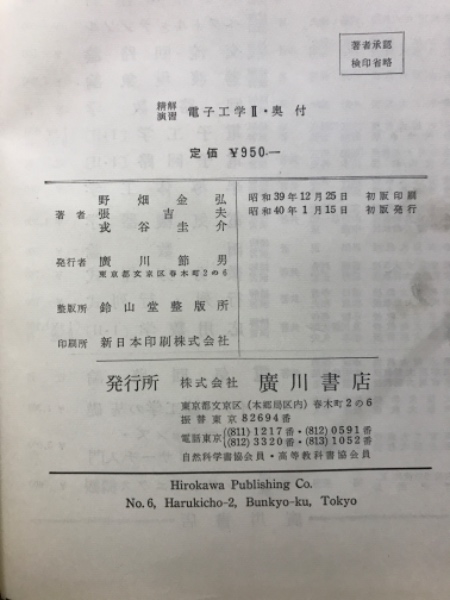 著者承認
検印省略
精解
演習 電子工学Ⅱ・奥付
定価 ¥950.—
著者 野畑金弘
張吉夫
戎谷圭介
昭和39年12月25日 初版印刷
昭和40年1月15日 初版発行
発行者 廣川節男
東京都文京区春木町2の6
整版所 鈴山堂整版所
印刷所 新日本印刷株式会社
発行所 株式会社 廣川書店
東京都文京区(本郷局区内)春木町2の6
振替東京82694番
電話東京 (811)1217番・(812)0591番
(812)3320番・(813)1052番
自然科学書協会員・高等教科書協会員
Hirokawa Publishing Co.
No. 6, Harukicho-2, Bunkyo-ku, Tokyo